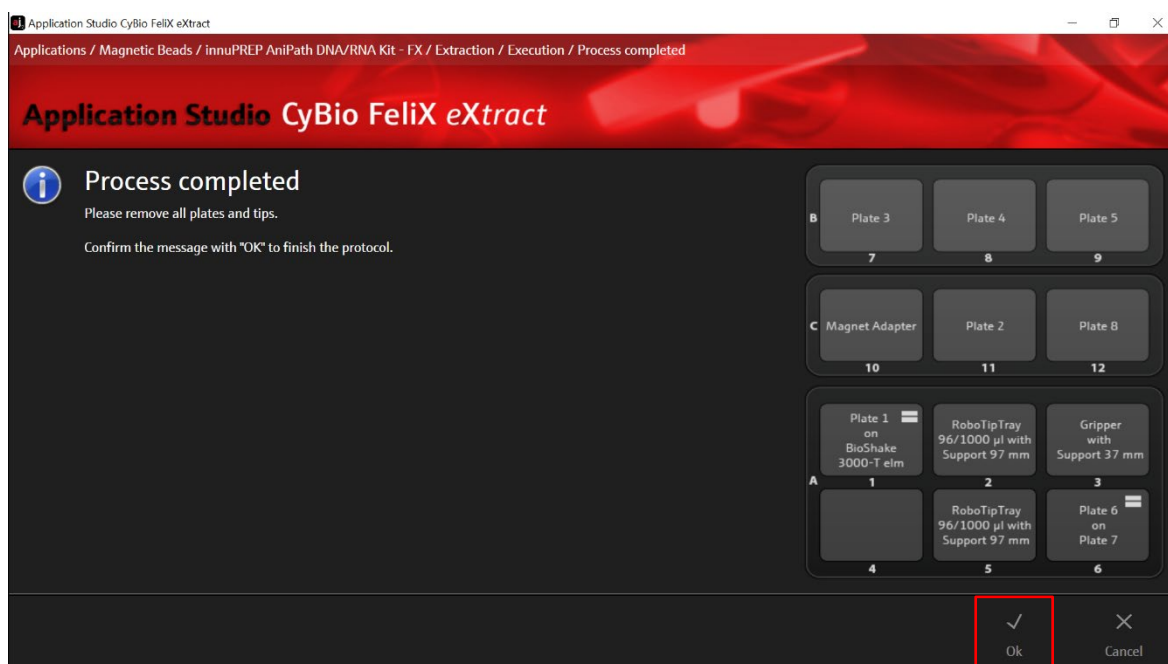 Application Studio CyBio FeliX eXtract
Applications / Magnetic Beads / innuPREP AniPath DNA/RNA Kit - FX / Extraction / Execution / Process completed
Application Studio CyBio FeliX eXtract
Process completed
Please remove all plates and tips.
Confirm the message with "OK" to finish the protocol.
B
Plate 3
Plate 4
Plate 5
7
8
9
C
Magnet Adapter
Plate 2
Plate 8
10
11
12
A
Plate 1
on
BioShake
3000-T elm
RoboTipTray
96/1000 µl with
Support 97 mm
Gripper
with
Support 37 mm
1
2
3
RoboTipTray
96/1000 µl with
Support 97 mm
Plate 6
on
Plate 7
4
5
6
Ok
Cancel